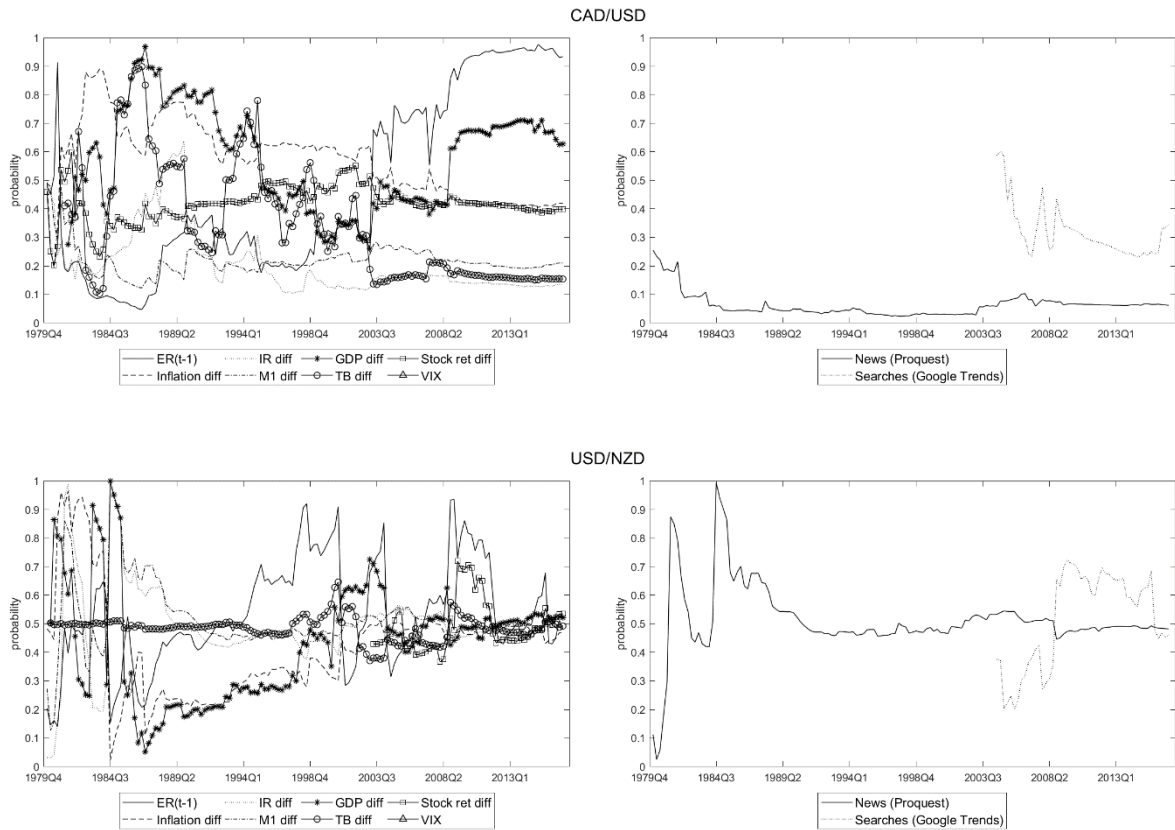 CAD/USD
probability
1
0.9
0.8
0.7
0.6
0.5
0.4
0.3
0.2
0.1
0
1979Q4 1984Q3 1989Q2 1994Q1 1998Q4 2003Q3 2008Q2 2013Q1
ER(t-1) IR diff GDP diff Stock ret diff
Inflation diff M1 diff TB diff VIX
probability
1
0.9
0.8
0.7
0.6
0.5
0.4
0.3
0.2
0.1
0
1979Q4 1984Q3 1989Q2 1994Q1 1998Q4 2003Q3 2008Q2 2013Q1
News (Proquest)
Searches (Google Trends)
USD/NZD
probability
1
0.9
0.8
0.7
0.6
0.5
0.4
0.3
0.2
0.1
0
1979Q4 1984Q3 1989Q2 1994Q1 1998Q4 2003Q3 2008Q2 2013Q1
ER(t-1) IR diff GDP diff Stock ret diff
Inflation diff M1 diff TB diff VIX
probability
1
0.9
0.8
0.7
0.6
0.5
0.4
0.3
0.2
0.1
0
1979Q4 1984Q3 1989Q2 1994Q1 1998Q4 2003Q3 2008Q2 2013Q1
News (Proquest)
Searches (Google Trends)